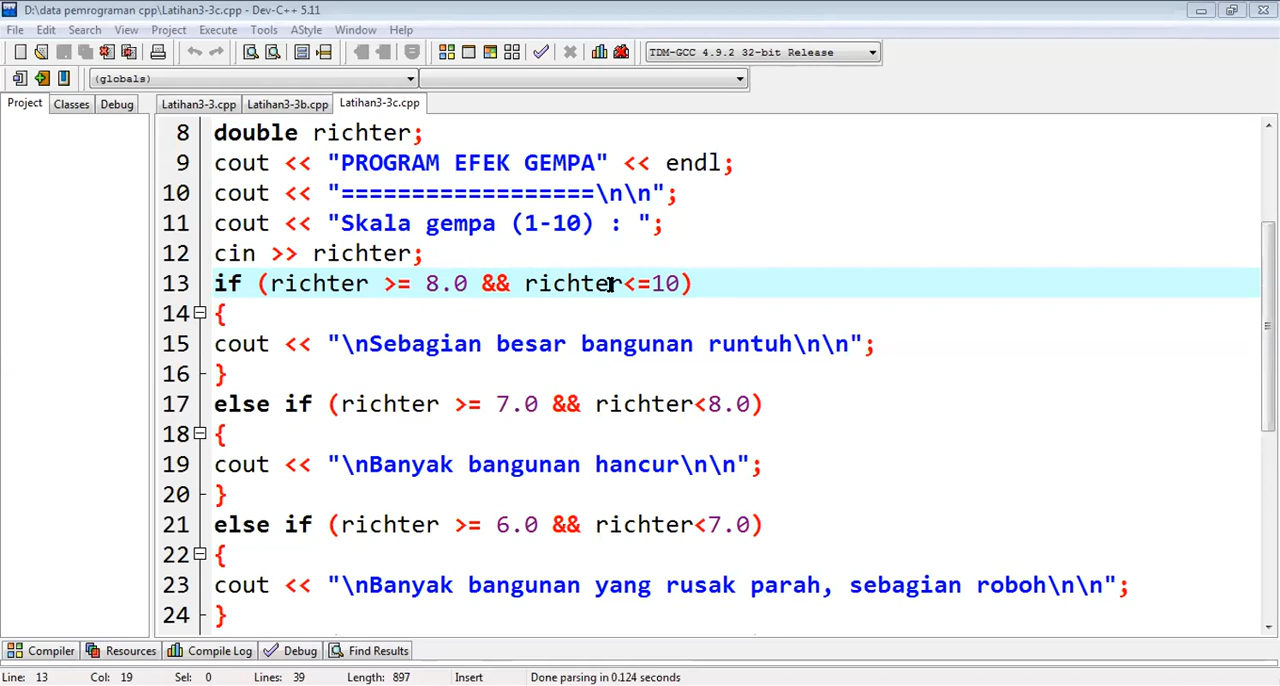 D:\data pemrograman cpp\Latihan3-3c.cpp - Dev-C++ 5.11
File Edit Search View Project Execute Tools AStyle Window Help
TDM-GCC 4.9.2 32-bit Release
(globals)
Project Classes Debug Latihan3-3.cpp Latihan3-3b.cpp Latihan3-3c.cpp
8 double richter;
9 cout << "PROGRAM EFEK GEMPA" << endl;
10 cout << "==================\n\n";
11 cout << "Skala gempa (1-10) : ";
12 cin >> richter;
13 if (richter >= 8.0 && richter<=10)
14 {
15 cout << "\nSebagian besar bangunan runtuh\n\n";
16 }
17 else if (richter >= 7.0 && richter<8.0)
18 {
19 cout << "\nBanyak bangunan hancur\n\n";
20 }
21 else if (richter >= 6.0 && richter<7.0)
22 {
23 cout << "\nBanyak bangunan yang rusak parah, sebagian roboh\n\n";
24 }
Compiler Resources Compile Log Debug Find Results
Line: 13 Col: 19 Sel: 0 Lines: 39 Length: 897 Insert Done parsing in 0.124 seconds